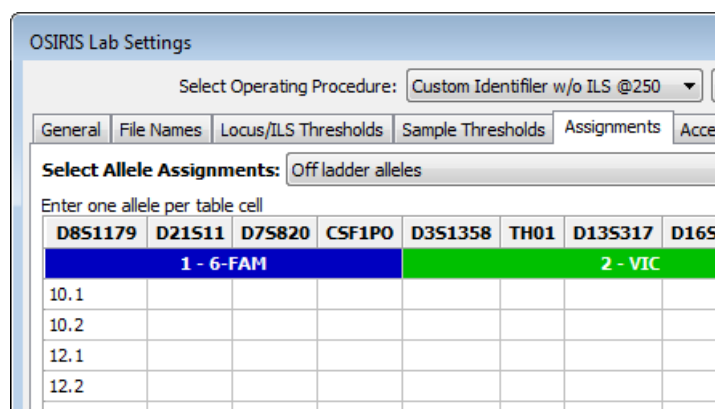 OSIRIS Lab Settings
Select Operating Procedure: Custom Identifiler w/o ILS @250
General File Names Locus/ILS Thresholds Sample Thresholds Assignments Acce
Select Allele Assignments: Off ladder alleles
Enter one allele per table cell
D8S1179 D21S11 D7S820 CSF1PO D3S1358 TH01 D13S317 D16S
1 - 6-FAM 2 - VIC
10.1
10.2
12.1
12.2